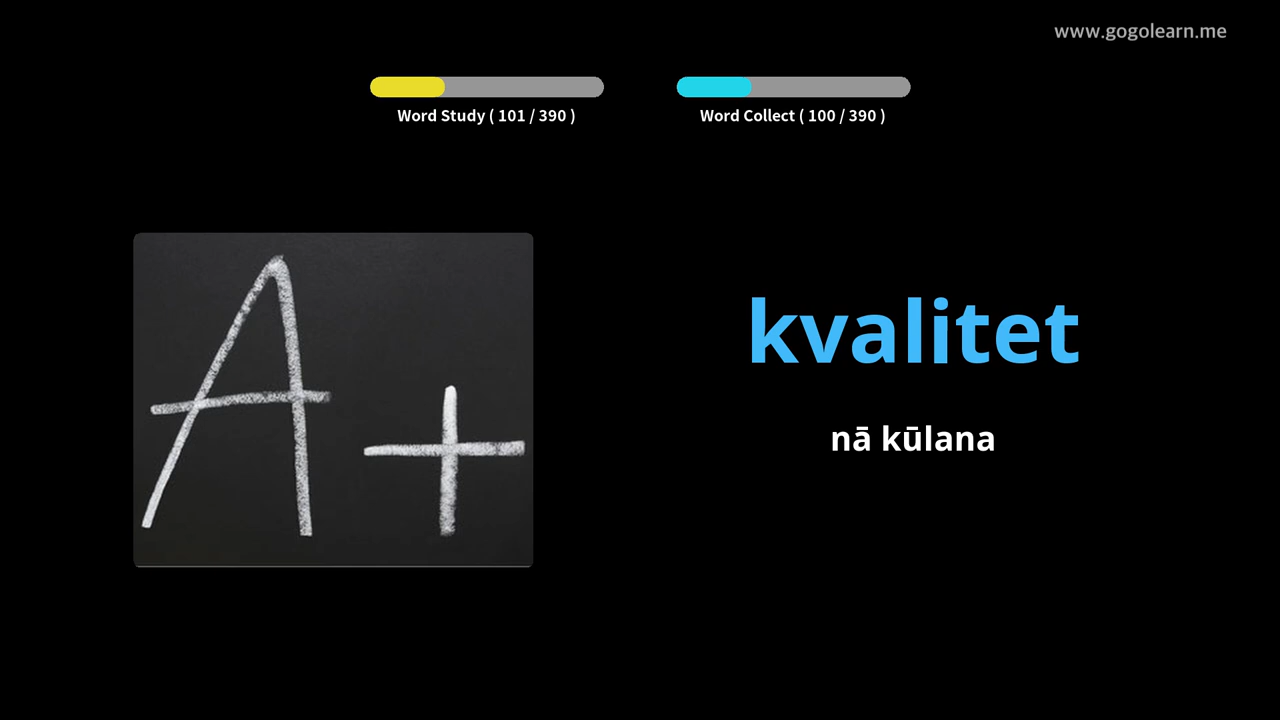 www.gogolearn.me
Word Study ( 101 / 390 )
Word Collect ( 100 / 390 )
A+
kvalitet
nā kūlana